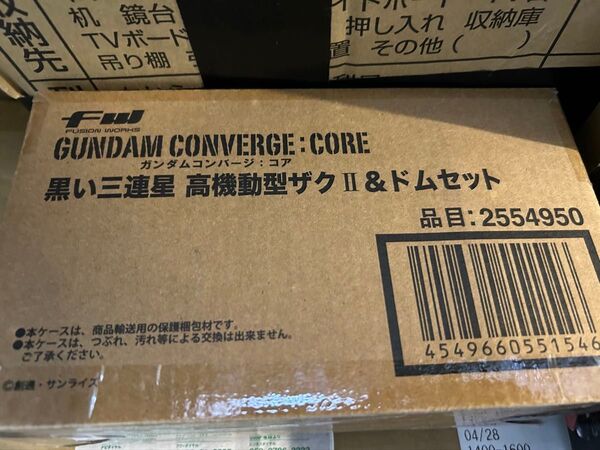 収納先
机 鏡台
TVボード
吊り棚
押し入れ 収納庫
置 その他( )
FW
FUSION WORKS
GUNDAM CONVERGE:CORE
ガンダムコンバージ:コア
黒い三連星 高機動型ザクⅡ&ドムセット
品目:2554950
4549660551546
●本ケースは、商品輸送用の保護梱包材です。
●本ケースは、つぶれ、汚れ等による交換は出来ません。
ご了承ください。
©創通・サンライズ
04/28
1400-1600